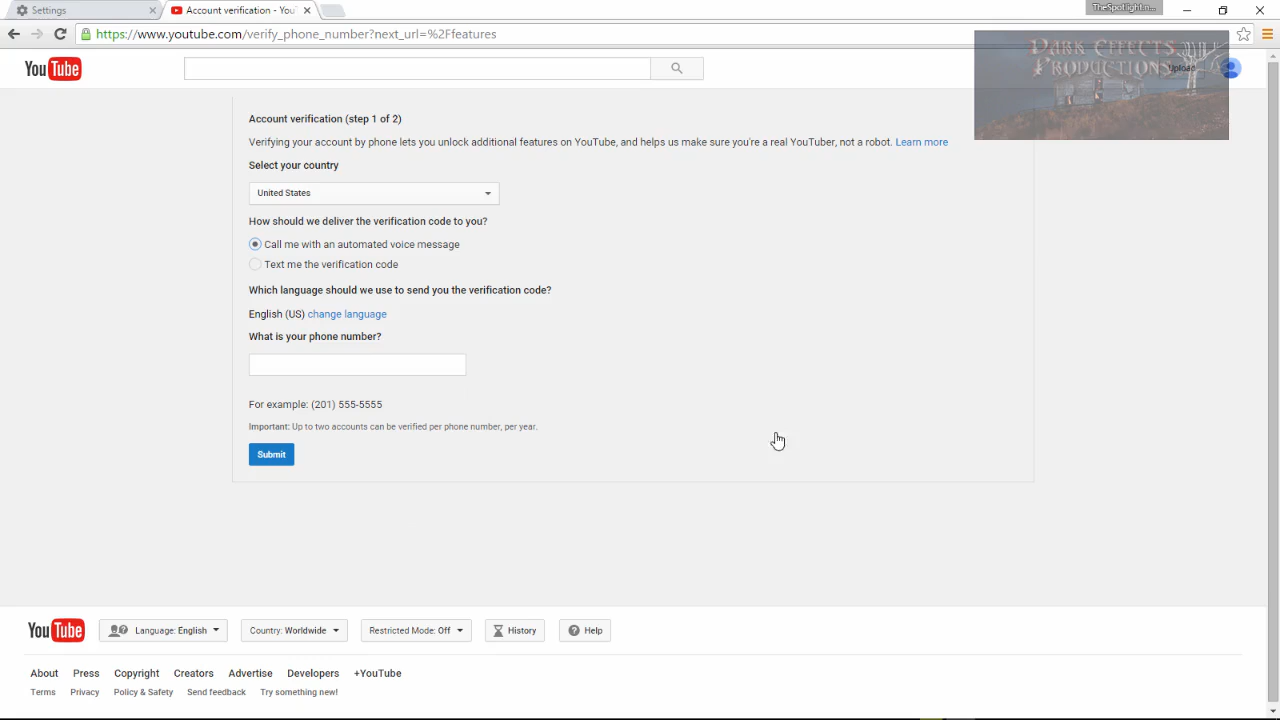 Settings
Account verification - You
TheSpotlight...
https://www.youtube.com/verify_phone_number?next_url=%2Ffeatures
YouTube
DARK EFFECTS
PRODUCTIONS
Upload
Account verification (step 1 of 2)
Verifying your account by phone lets you unlock additional features on YouTube, and helps us make sure you're a real YouTuber, not a robot. Learn more
Select your country
United States
How should we deliver the verification code to you?
Call me with an automated voice message
Text me the verification code
Which language should we use to send you the verification code?
English (US) change language
What is your phone number?
For example: (201) 555-5555
Important: Up to two accounts can be verified per phone number, per year.
Submit
YouTube
Language: English
Country: Worldwide
Restricted Mode: Off
History
Help
About Press Copyright Creators Advertise Developers +YouTube
Terms Privacy Policy & Safety Send feedback Try something new!